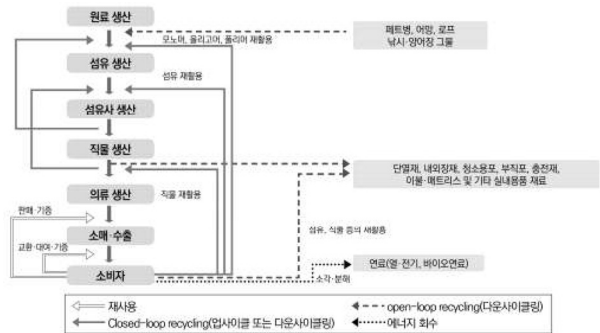 원료 생산
모노머, 올리고머, 폴리머 재활용
페트병, 어망, 로프
낚시·양어장 그물
섬유 생산
섬유 재활용
섬유사 생산
직물 생산
단열재, 내외장재, 청소용포, 부직포, 충전재,
이불·매트리스 및 기타 실내용품 재료
의류 생산
직물 재활용
판매·기증
소매·수출
섬유, 직물 등의 재활용
교환·대여·기증
소비자
연료(열·전기, 바이오연료)
소각·분해
재사용
open-loop recycling(다운사이클링)
Closed-loop recycling(업사이클 또는 다운사이클링)
에너지 회수